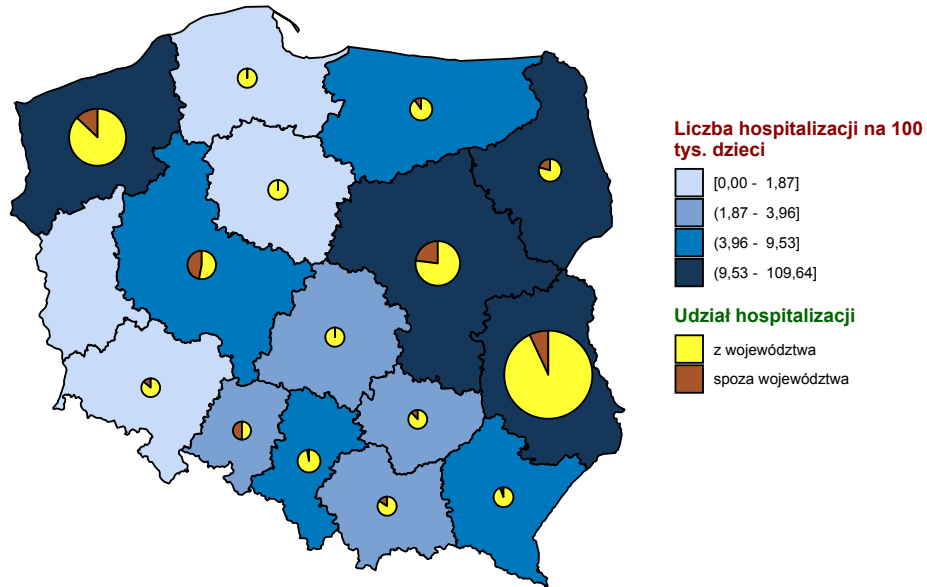 Liczba hospitalizacji na 100
tys. dzieci
[0,00 - 1,87]
(1,87 - 3,96]
(3,96 - 9,53]
(9,53 - 109,64]
Udział hospitalizacji
z województwa
spoza województwa